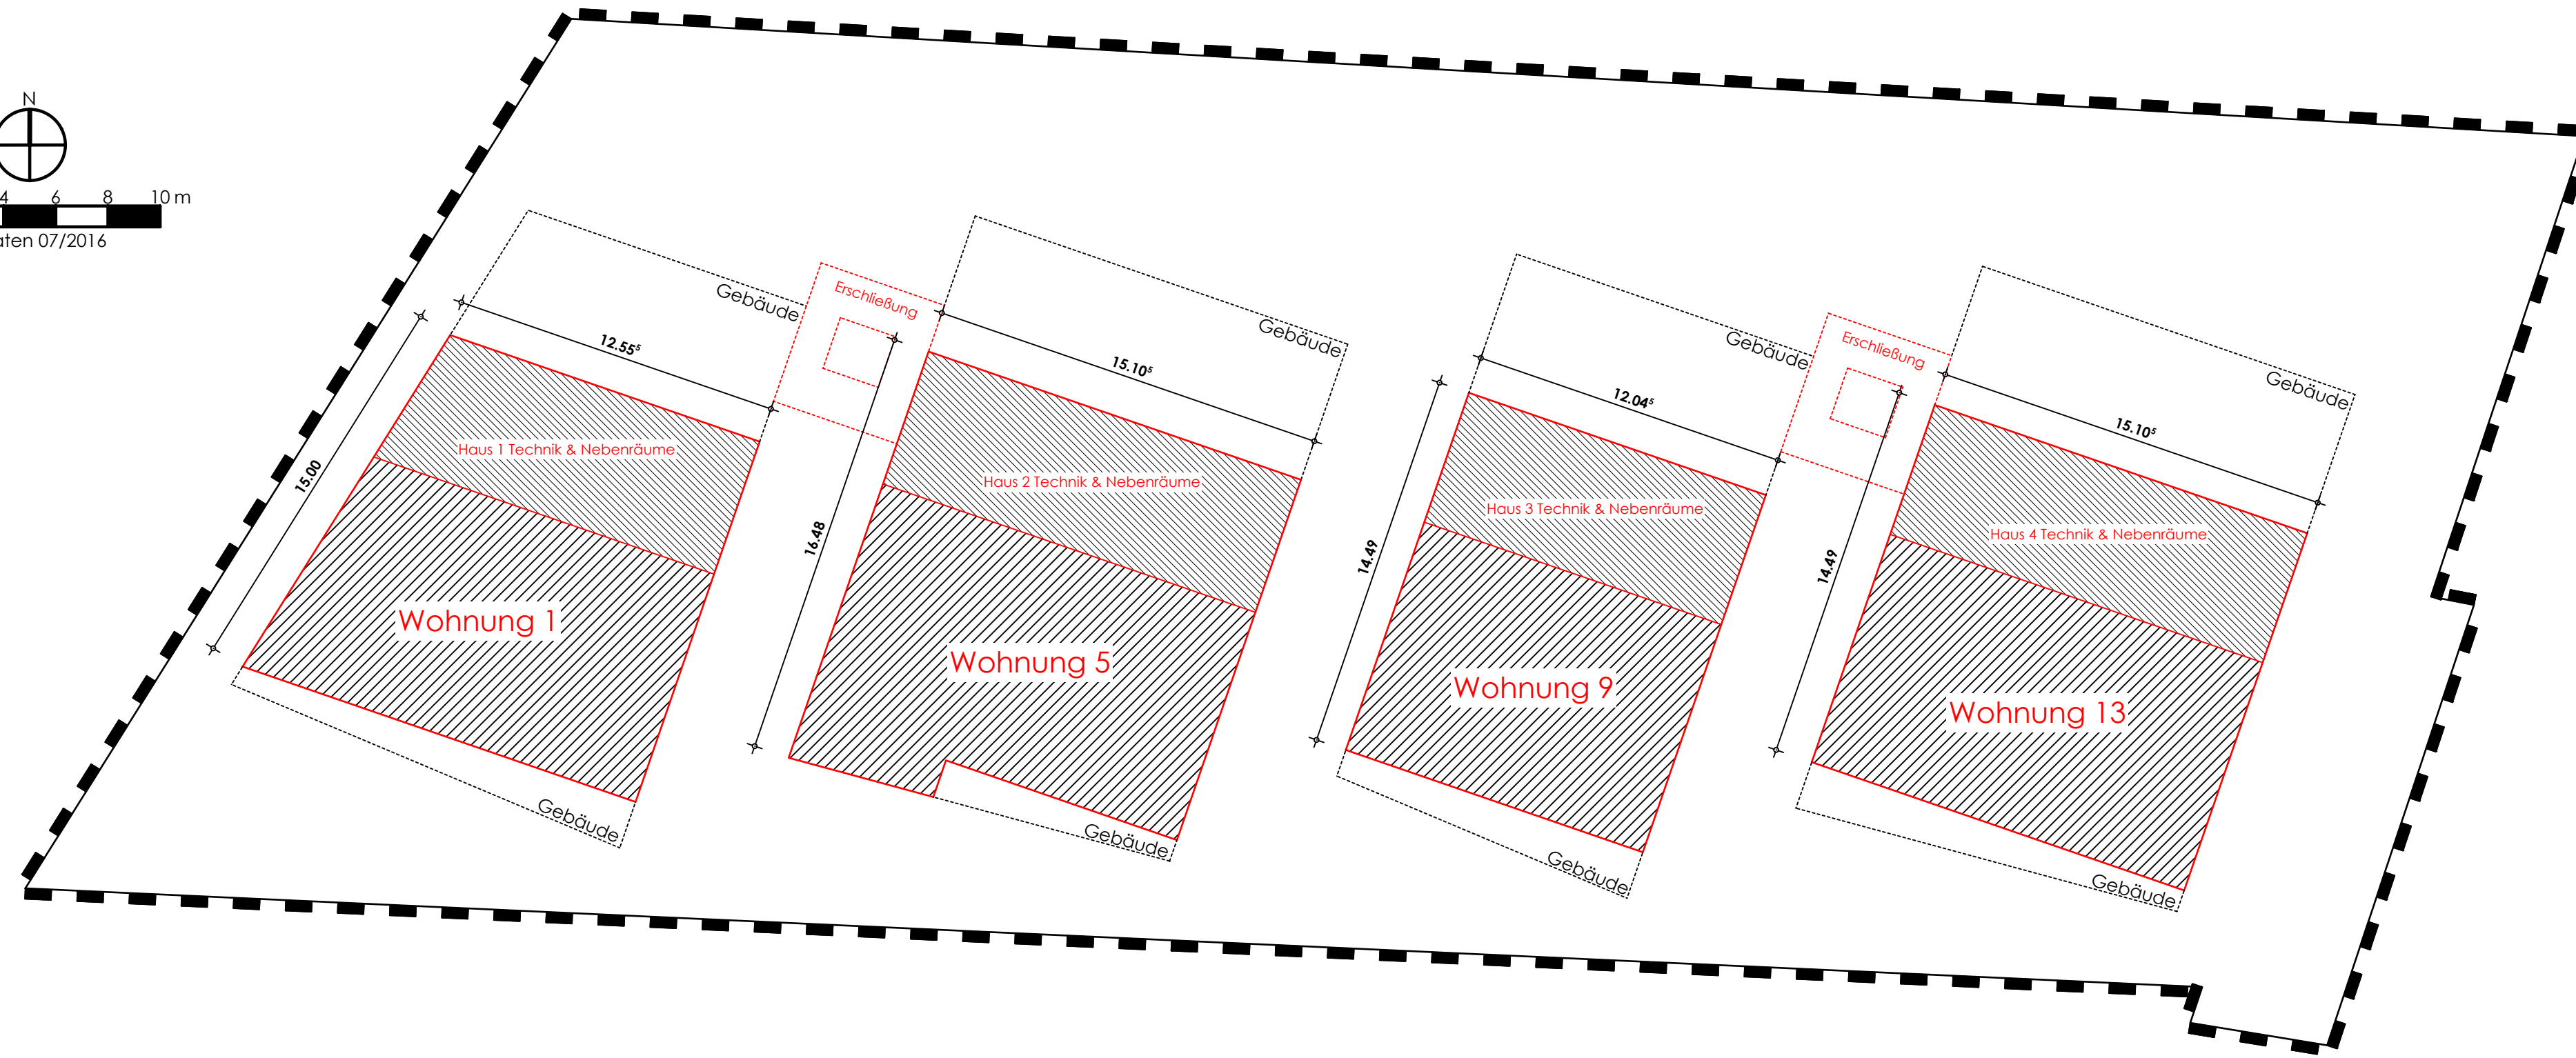 N
4 6 8 10 m
aten 07/2016
Gebäude
Erschließung
Gebäude
Gebäude
Erschließung
Gebäude
12.55⁵
15.10⁵
12.04⁵
15.10⁵
15.00
16.48
14.49
14.49
Haus 1 Technik & Nebenräume
Haus 2 Technik & Nebenräume
Haus 3 Technik & Nebenräume
Haus 4 Technik & Nebenräume
Wohnung 1
Wohnung 5
Wohnung 9
Wohnung 13
Gebäude
Gebäude
Gebäude
Gebäude